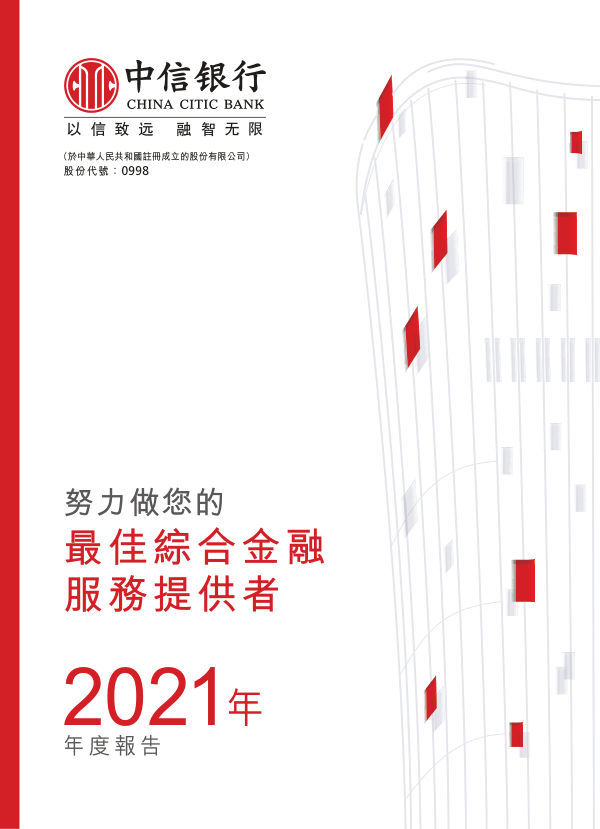 中信银行
CHINA CITIC BANK
以信致远 融智无限
(於中華人民共和國註冊成立的股份有限公司)
股份代號：0998
努力做您的
最佳綜合金融
服務提供者
2021年
年度報告